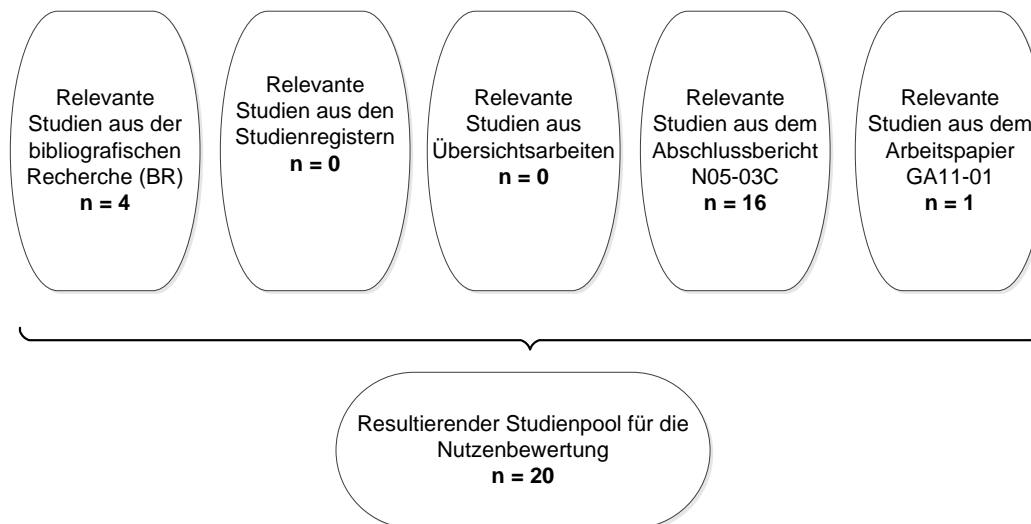 Relevante
Studien aus der
bibliografischen
Recherche (BR)
n = 4
Relevante
Studien aus den
Studienregistern
n = 0
Relevante
Studien aus
Übersichtsarbeiten
n = 0
Relevante
Studien aus dem
Abschlussbericht
N05-03C
n = 16
Relevante
Studien aus dem
Arbeitspapier
GA11-01
n = 1
Resultierender Studienpool für die
Nutzenbewertung
n = 20